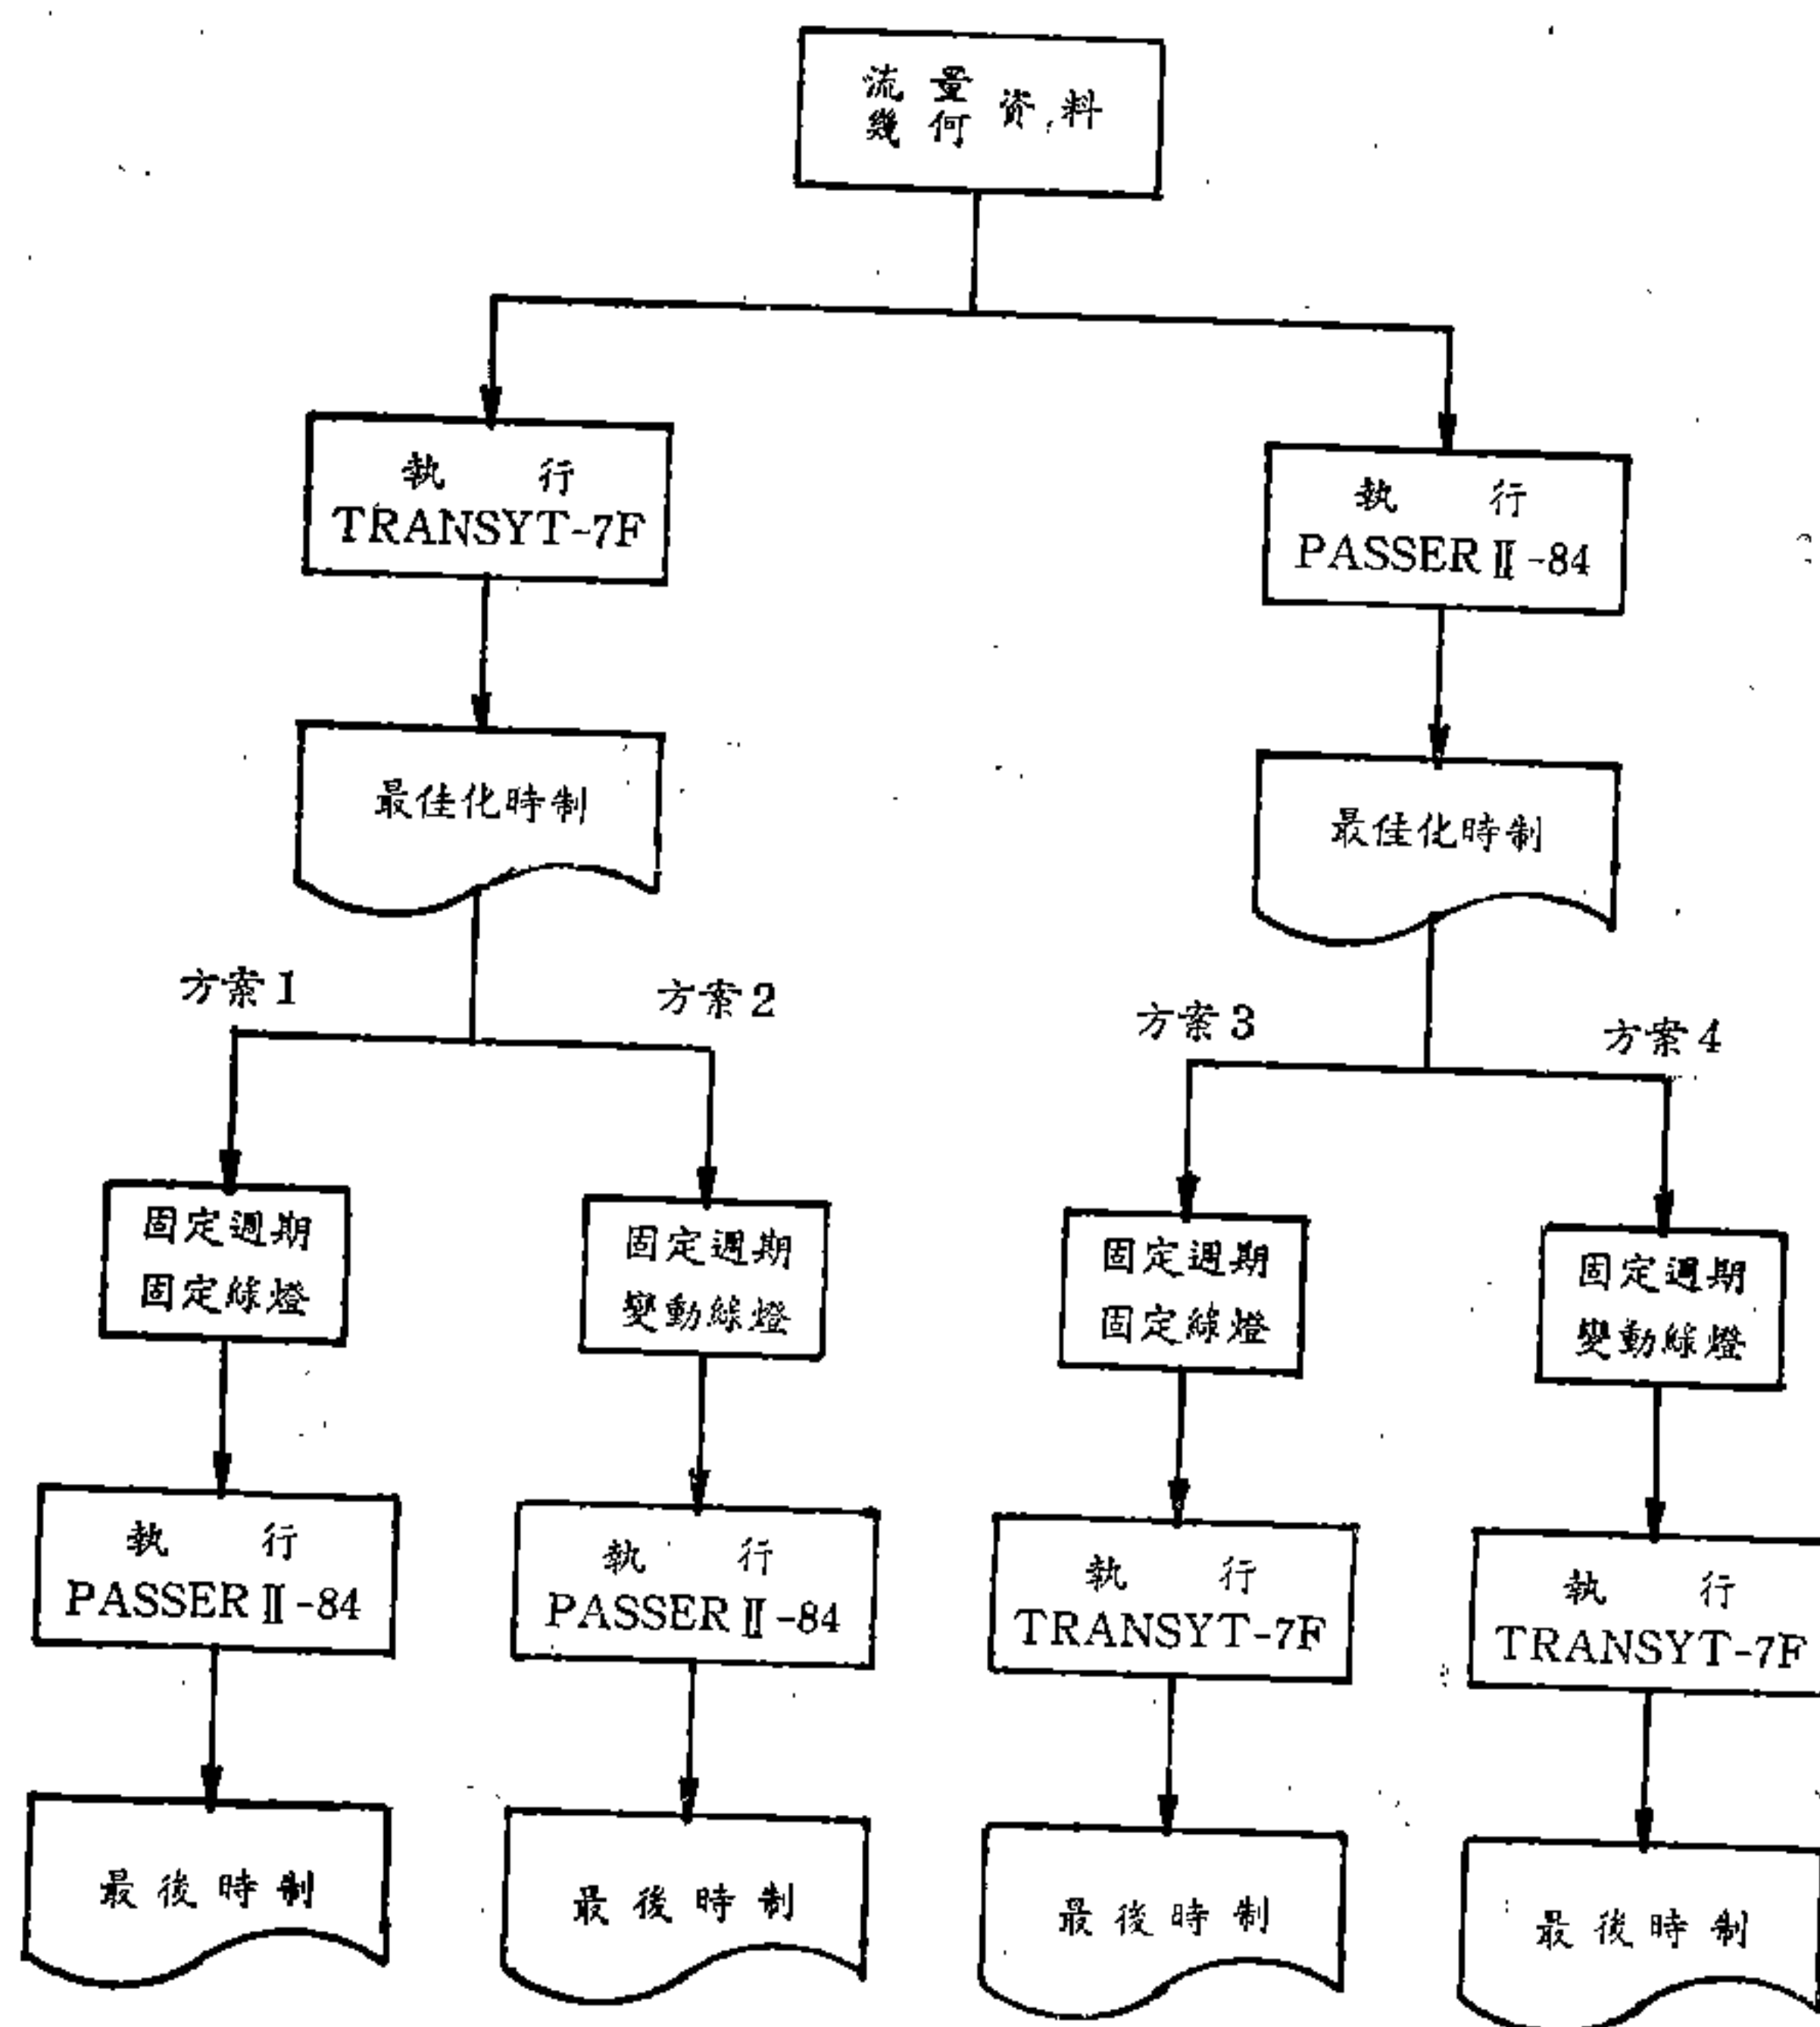 流量
幾何 資料
執 行
TRANSYT-7F
執 行
PASSER Ⅱ-84
最佳化時制
最佳化時制
方案1
方案2
方案3
方案4
固定週期
固定綠燈
固定週期
變動綠燈
固定週期
固定綠燈
固定週期
變動綠燈
執 行
PASSER Ⅱ-84
執 行
PASSER Ⅱ-84
執 行
TRANSYT-7F
執 行
TRANSYT-7F
最後時制
最後時制
最後時制
最後時制